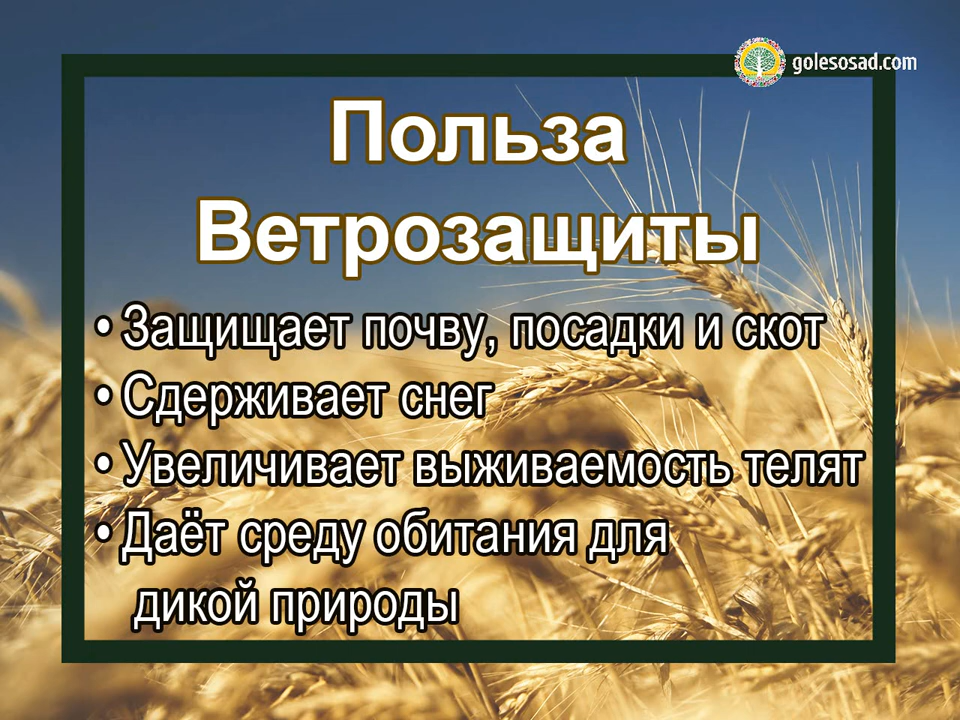 golesosad.com
Польза
Ветрозащиты
• Защищает почву, посадки и скот
• Сдерживает снег
• Увеличивает выживаемость телят
• Даёт среду обитания для
дикой природы